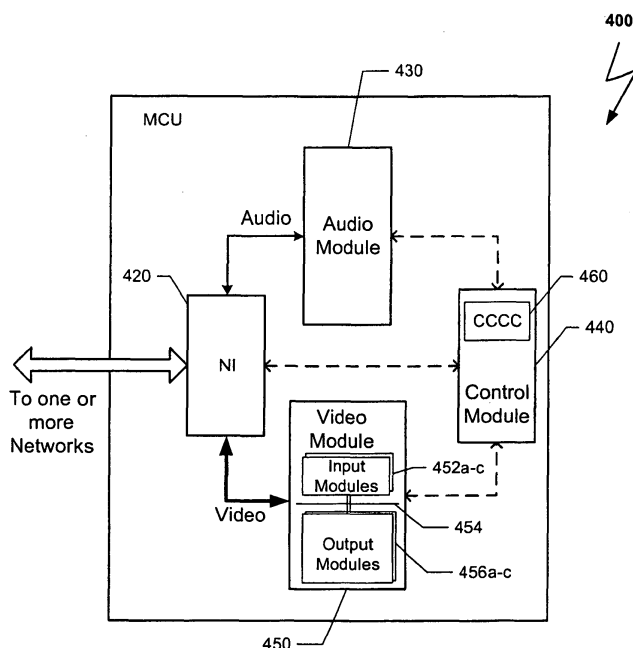 400
430
MCU
Audio
Audio
Module
420
460
CCCC
440
NI
Control
Module
To one or
more
Networks
Video
Module
Input
Modules
452a-c
454
Video
Output
Modules
456a-c
450